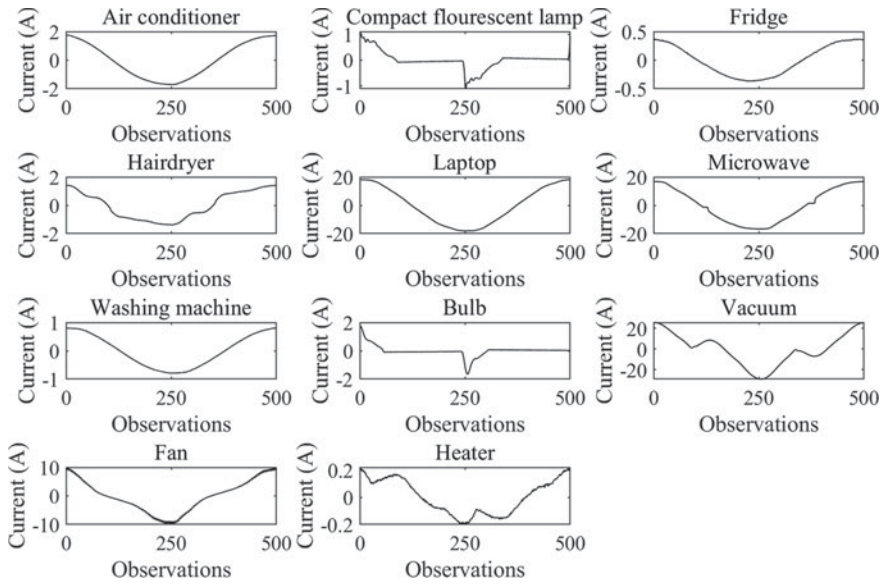 Air conditioner
Compact flourescent lamp
Fridge
Current (A)
2
0
-2
0
250
500
Observations
Current (A)
1
0
-1
0
250
500
Observations
Current (A)
0.5
0
-0.5
0
250
500
Observations
Hairdryer
Laptop
Microwave
Current (A)
2
0
-2
0
250
500
Observations
Current (A)
20
0
-20
0
250
500
Observations
Current (A)
20
0
-20
0
250
500
Observations
Washing machine
Bulb
Vacuum
Current (A)
1
0
-1
0
250
500
Observations
Current (A)
2
0
-2
0
250
500
Observations
Current (A)
20
0
-20
0
250
500
Observations
Fan
Heater
Current (A)
10
0
-10
0
250
500
Observations
Current (A)
0.2
0
-0.2
0
250
500
Observations